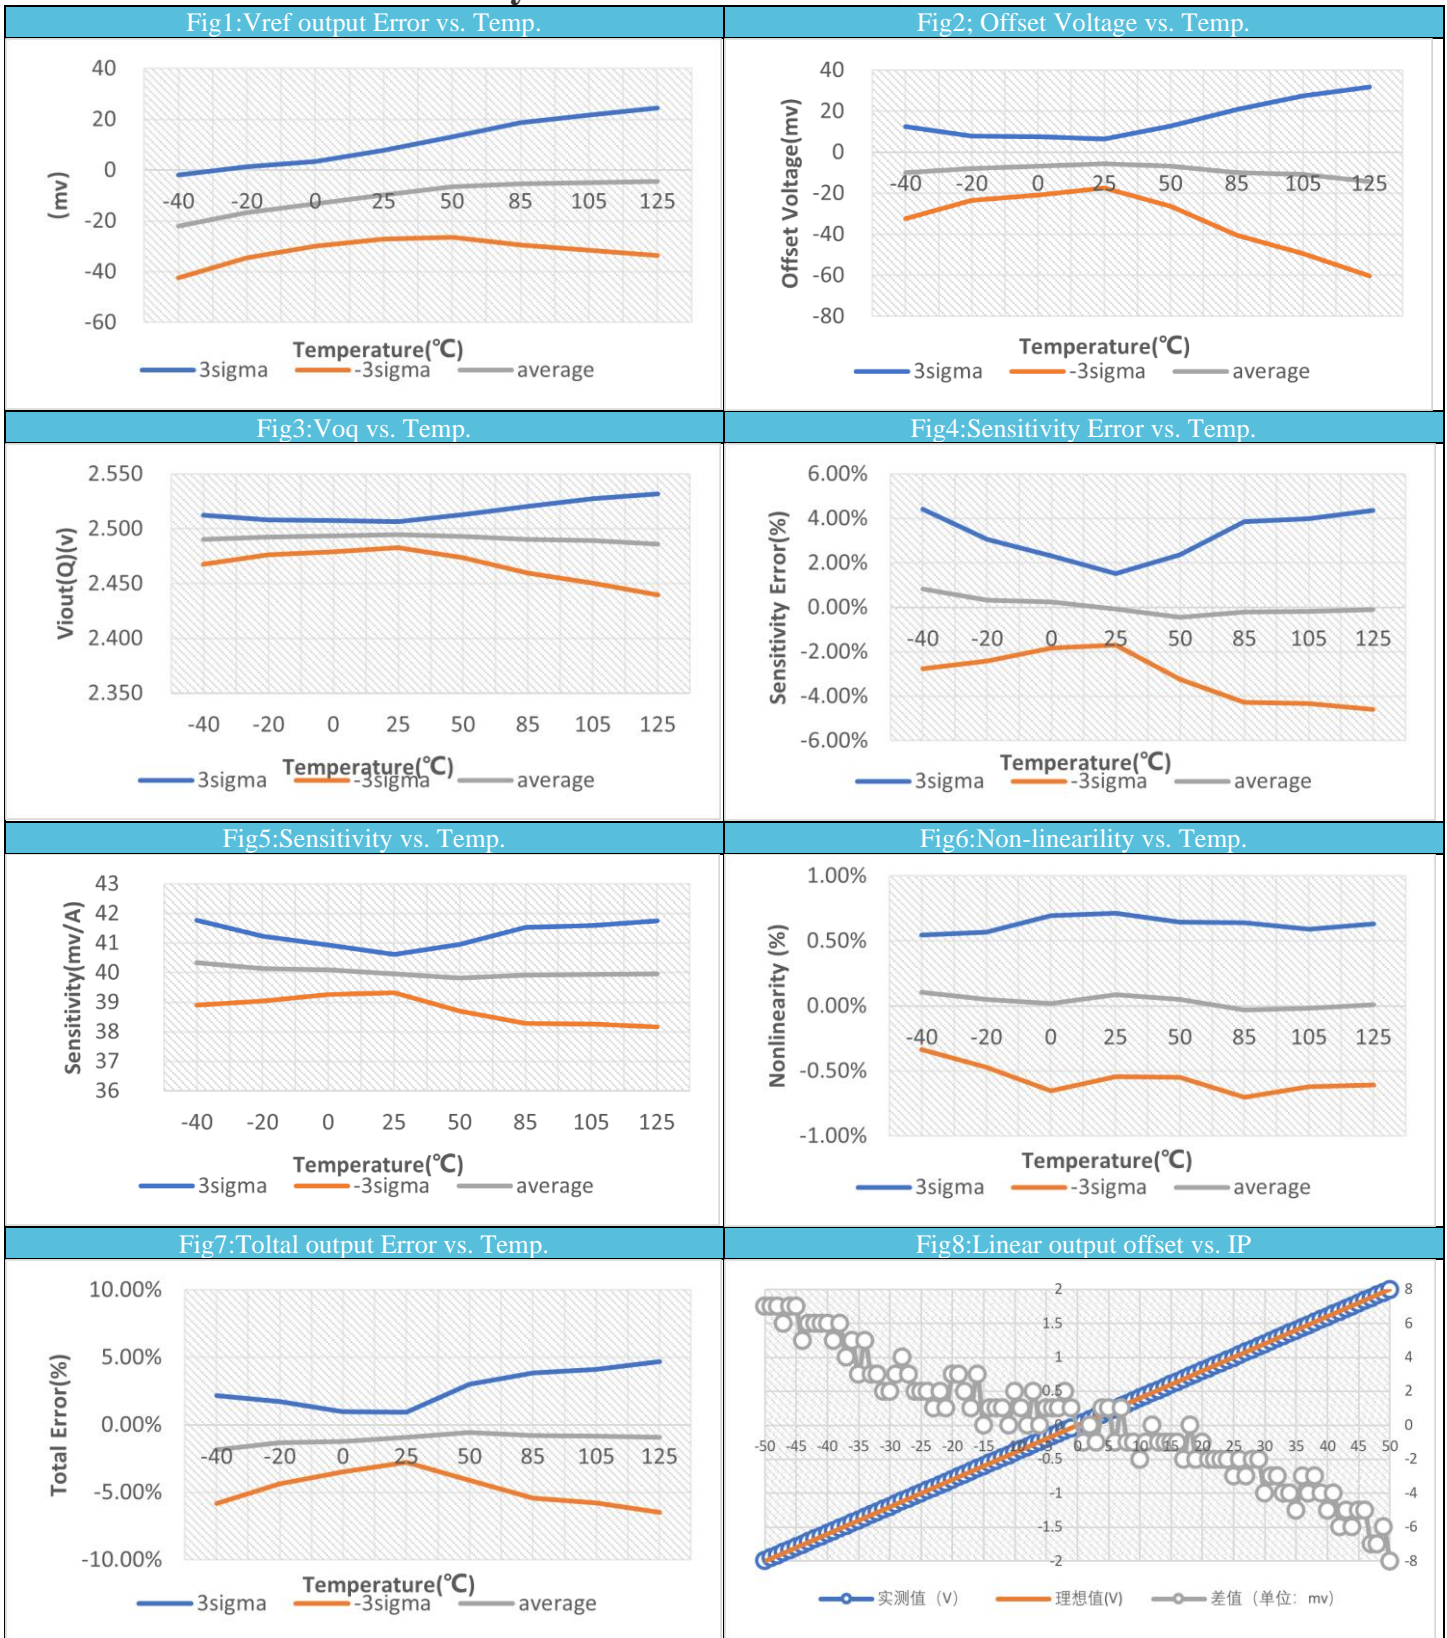 Fig1:Vref output Error vs. Temp.
40
20
0
-20
-40
-60
(mv)
-40 -20 0 25 50 85 105 125
Temperature(℃)
3sigma -3sigma average
Fig2; Offset Voltage vs. Temp.
40
20
0
-20
-40
-60
-80
Offset Voltage(mv)
-40 -20 0 25 50 85 105 125
Temperature(℃)
3sigma -3sigma average
Fig3:Voq vs. Temp.
2.550
2.500
2.450
2.400
2.350
Viout(Q)(v)
-40 -20 0 25 50 85 105 125
Temperature(℃)
3sigma -3sigma average
Fig4:Sensitivity Error vs. Temp.
6.00%
4.00%
2.00%
0.00%
-2.00%
-4.00%
-6.00%
Sensitivity Error(%)
-40 -20 0 25 50 85 105 125
Temperature(℃)
3sigma -3sigma average
Fig5:Sensitivity vs. Temp.
43
42
41
40
39
38
37
36
Sensitivity(mv/A)
-40 -20 0 25 50 85 105 125
Temperature(℃)
3sigma -3sigma average
Fig6:Non-linearility vs. Temp.
1.00%
0.50%
0.00%
-0.50%
-1.00%
Nonlinearity (%)
-40 -20 0 25 50 85 105 125
Temperature(℃)
3sigma -3sigma average
Fig7:Toltal output Error vs. Temp.
10.00%
5.00%
0.00%
-5.00%
-10.00%
Total Error(%)
-40 -20 0 25 50 85 105 125
Temperature(℃)
3sigma -3sigma average
Fig8:Linear output offset vs. IP
2
1.5
1
0.5
0
-0.5
-1
-1.5
-2
8
6
4
2
0
-2
-4
-6
-8
-50 -45 -40 -35 -30 -25 -20 -15 -10 -5 0 5 10 15 20 25 30 35 40 45 50
实测值（V） 理想值(V) 差值（单位：mv）